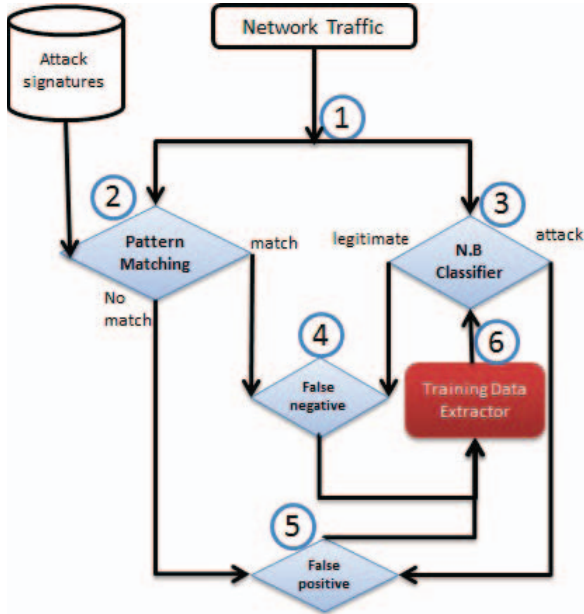 Network Traffic
Attack
signatures
1
2
3
Pattern
Matching
match
legitimate
N.B
Classifier
attack
No
match
4
6
False
negative
Training Data
Extractor
5
False
positive